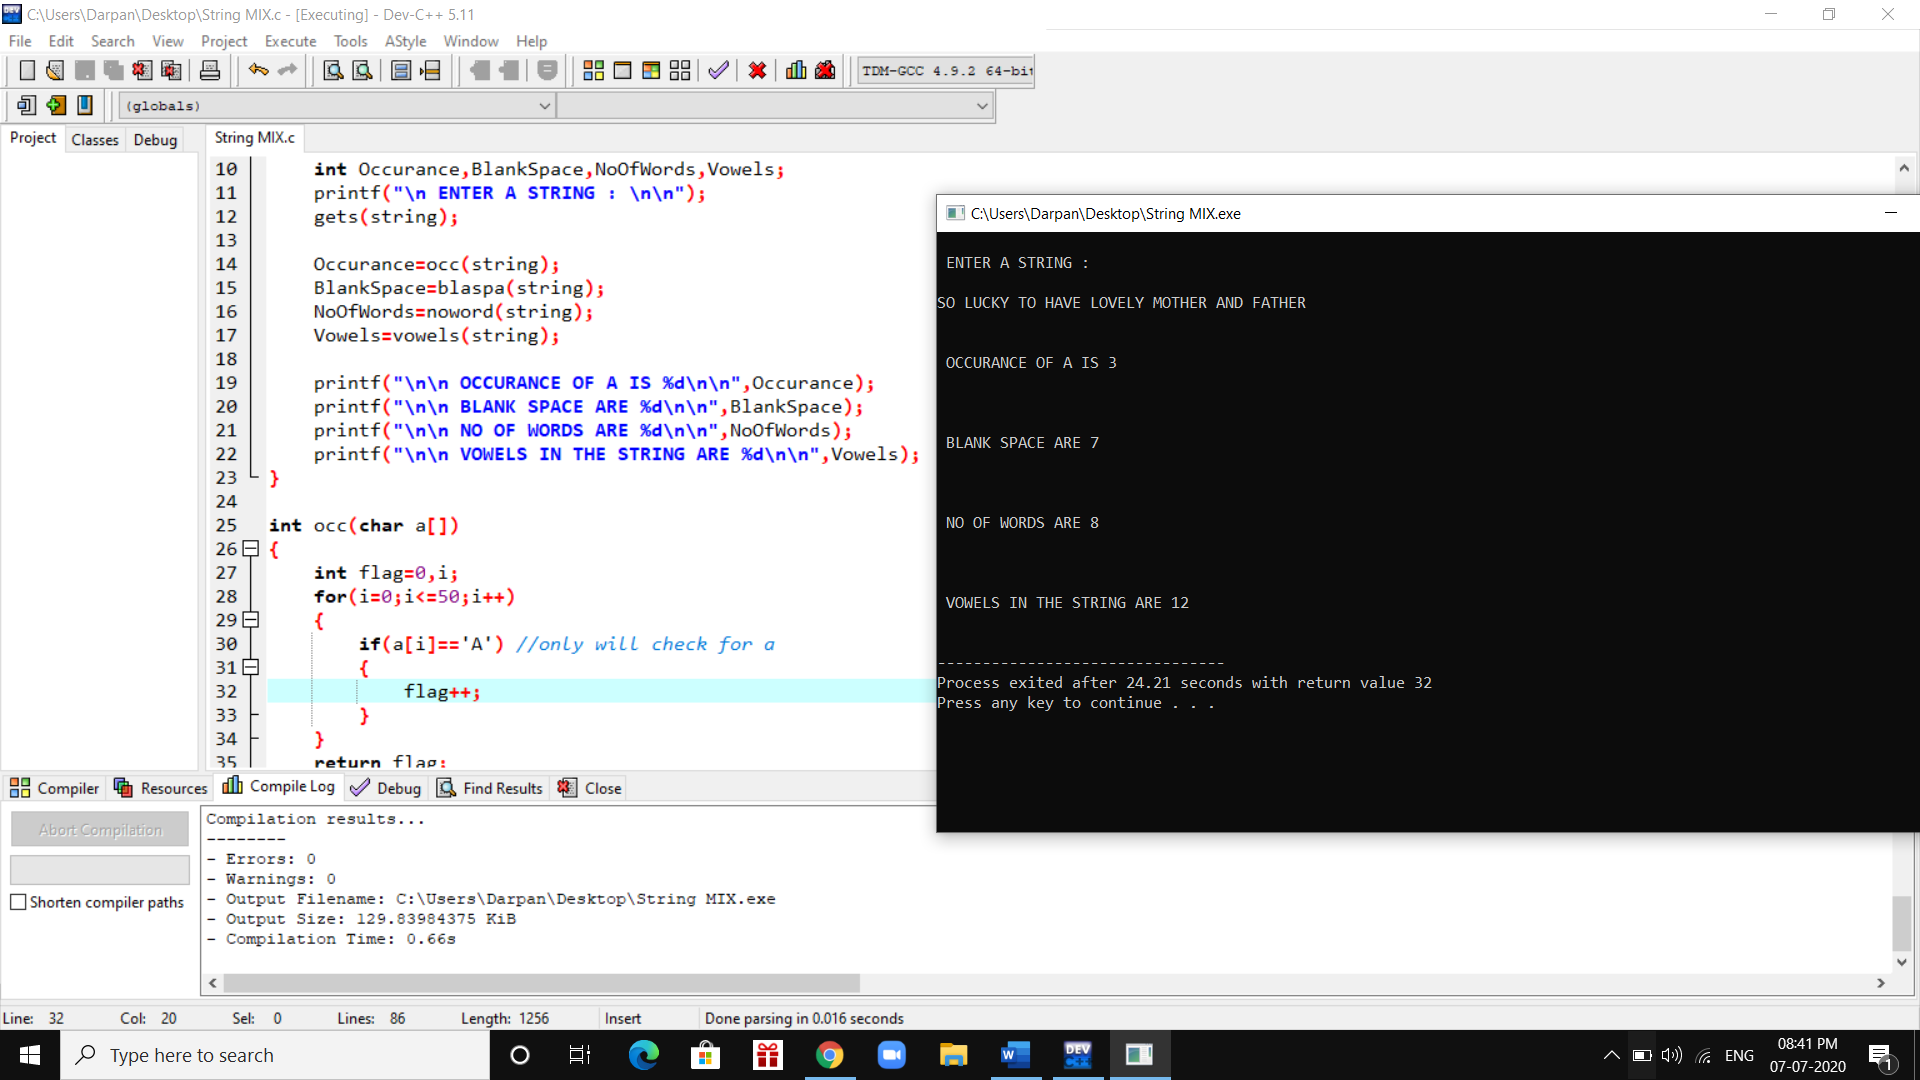 C:\Users\Darpan\Desktop\String MIX.c - [Executing] - Dev-C++ 5.11
File Edit Search View Project Execute Tools AStyle Window Help
TDM-GCC 4.9.2 64-bit
(globals)
Project Classes Debug
String MIX.c
10 int Occurance,BlankSpace,NoOfWords,Vowels;
11 printf("\n ENTER A STRING : \n\n");
12 gets(string);
13
14 Occurance=occ(string);
15 BlankSpace=blaspa(string);
16 NoOfWords=noword(string);
17 Vowels=vowels(string);
18
19 printf("\n\n OCCURANCE OF A IS %d\n\n",Occurance);
20 printf("\n\n BLANK SPACE ARE %d\n\n",BlankSpace);
21 printf("\n\n NO OF WORDS ARE %d\n\n",NoOfWords);
22 printf("\n\n VOWELS IN THE STRING ARE %d\n\n",Vowels);
23 }
24
25 int occ(char a[])
26 {
27 int flag=0,i;
28 for(i=0;i<=50;i++)
29 {
30 if(a[i]=='A') //only will check for a
31 {
32 flag++;
33 }
34 }
35 return flag;
C:\Users\Darpan\Desktop\String MIX.exe
ENTER A STRING :
SO LUCKY TO HAVE LOVELY MOTHER AND FATHER
OCCURANCE OF A IS 3
BLANK SPACE ARE 7
NO OF WORDS ARE 8
VOWELS IN THE STRING ARE 12
--------------------------------
Process exited after 24.21 seconds with return value 32
Press any key to continue . . .
Compiler Resources Compile Log Debug Find Results Close
Abort Compilation
Shorten compiler paths
Compilation results...
--------
- Errors: 0
- Warnings: 0
- Output Filename: C:\Users\Darpan\Desktop\String MIX.exe
- Output Size: 129.83984375 KiB
- Compilation Time: 0.66s
Line: 32 Col: 20 Sel: 0 Lines: 86 Length: 1256 Insert Done parsing in 0.016 seconds
Type here to search
DEV C++
ENG
08:41 PM
07-07-2020
1